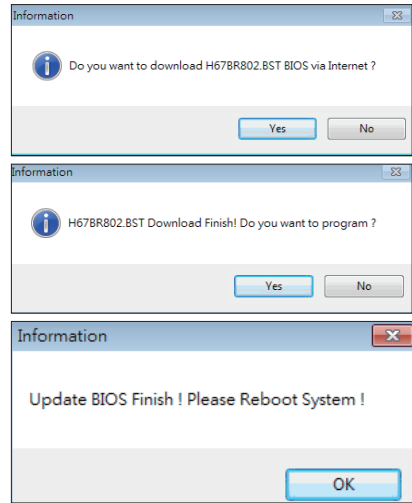 Information
Do you want to download H67BR802.BST BIOS via Internet ?
Yes No
Information
H67BR802.BST Download Finish! Do you want to program ?
Yes No
Information
Update BIOS Finish ! Please Reboot System !
OK